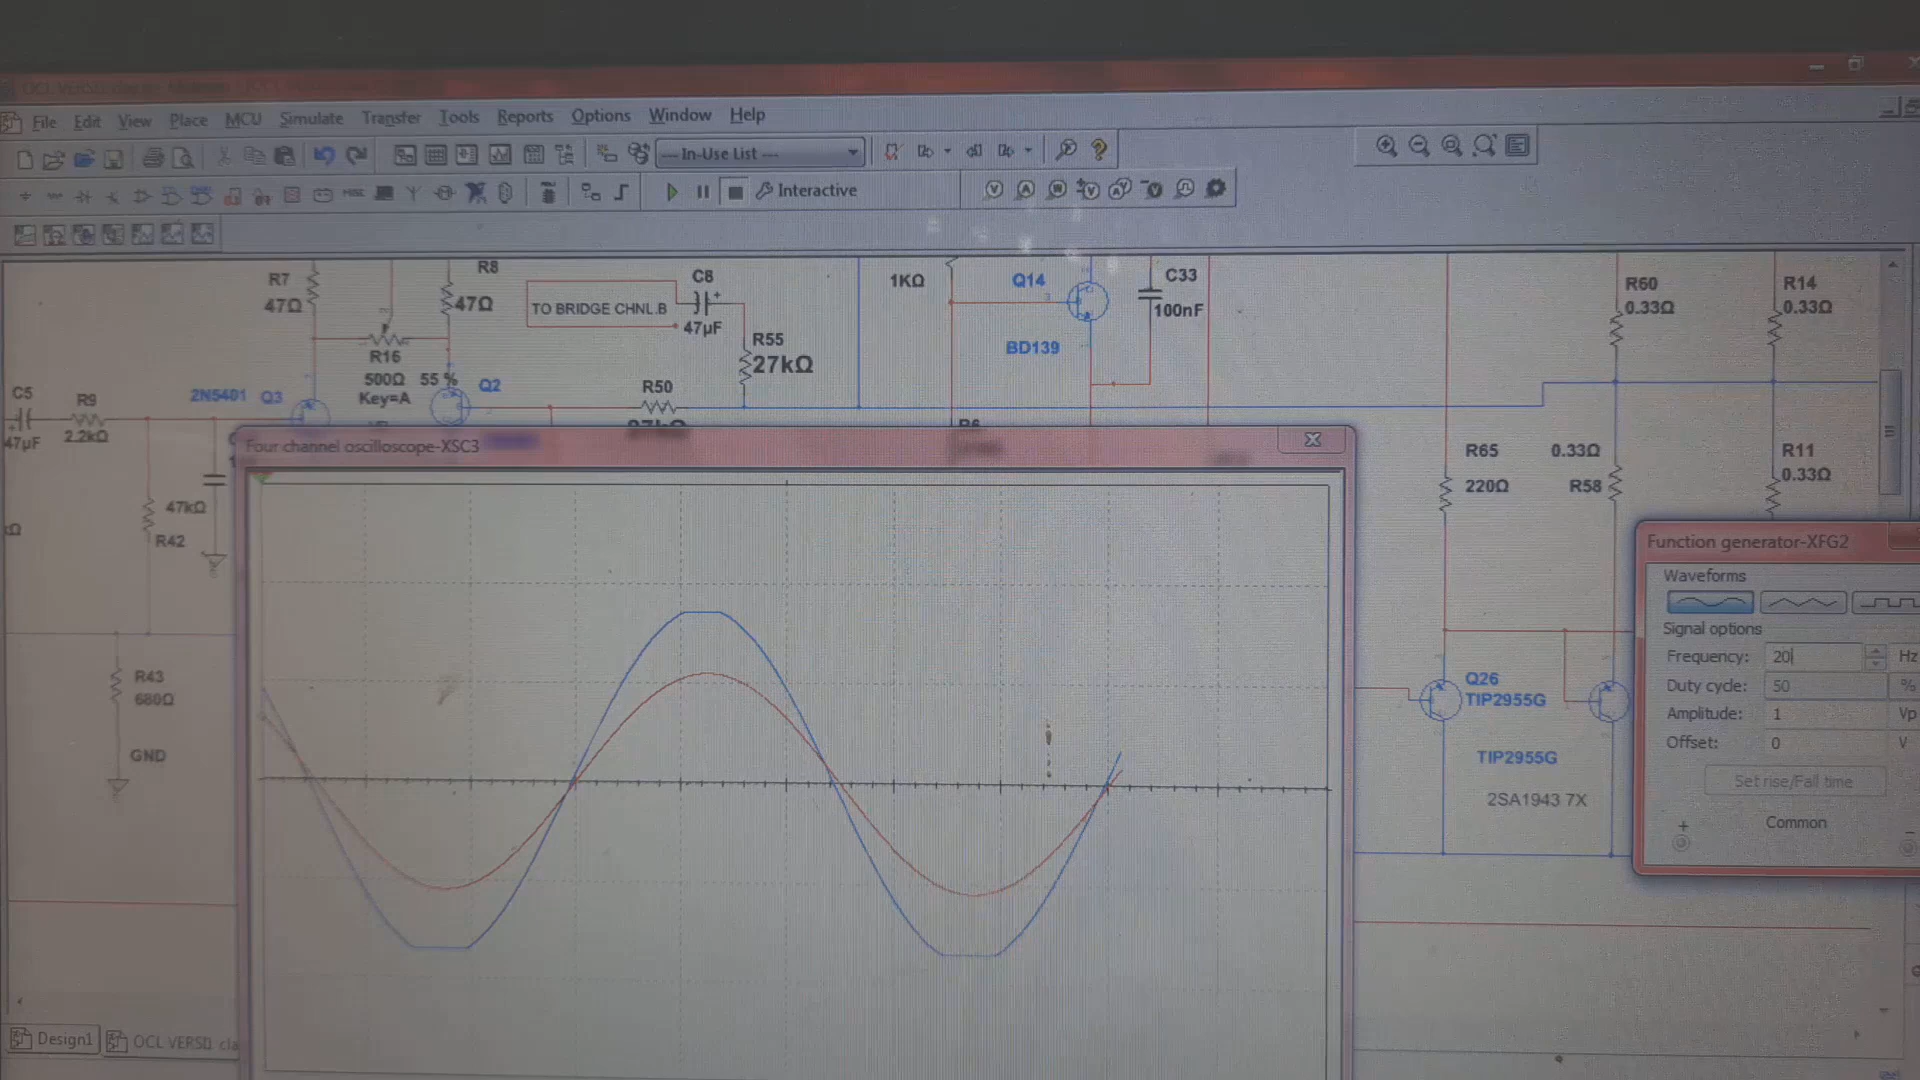 File Edit View Place MCU Simulate Transfer Tools Reports Options Window Help
--- In-Use List ---
Interactive
R7
47Ω
R8
47Ω
TO BRIDGE CHNL.B
C8
47µF
R55
27kΩ
1KΩ
Q14
BD139
C33
100nF
R60
0.33Ω
R14
0.33Ω
R16
500Ω 55 %
Key=A
C5
47µF
R9
2.2kΩ
2N5401 Q3
Q2
R50
R65
220Ω
0.33Ω
R58
R11
0.33Ω
47kΩ
R42
R43
680Ω
GND
Four channel oscilloscope-XSC3
Q26
TIP2955G
TIP2955G
2SA1943 7X
Function generator-XFG2
Waveforms
Signal options
Frequency: 20 Hz
Duty cycle: 50 %
Amplitude: 1 Vp
Offset: 0 V
Set rise/Fall time
+ Common −
Design1